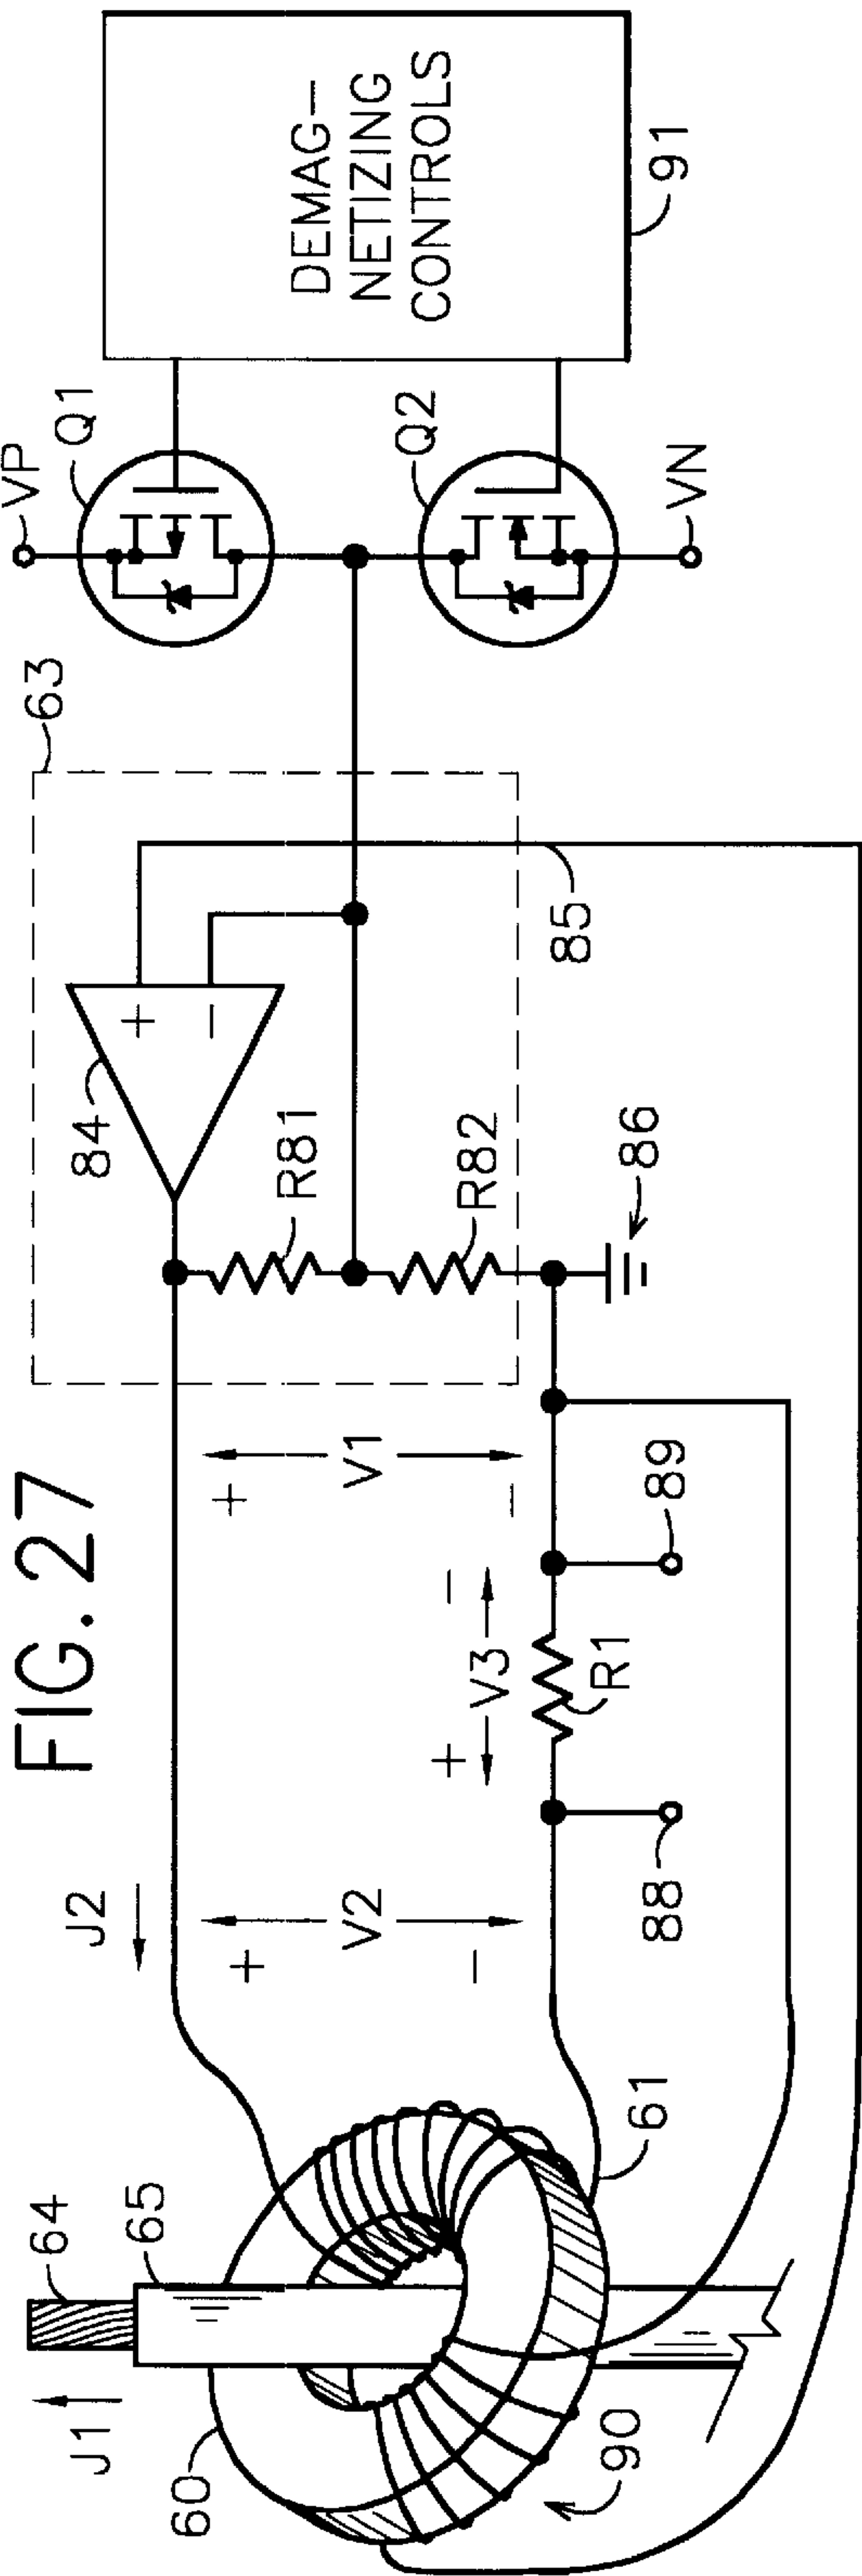 FIG. 27
DEMAG-
NETIZING
CONTROLS
91
VP
Q1
Q2
VN
63
84
+
−
85
R81
R82
86
+
V1
−
89
−
V3
+
R1
88
J2
+
V2
−
61
64
65
J1
60
90